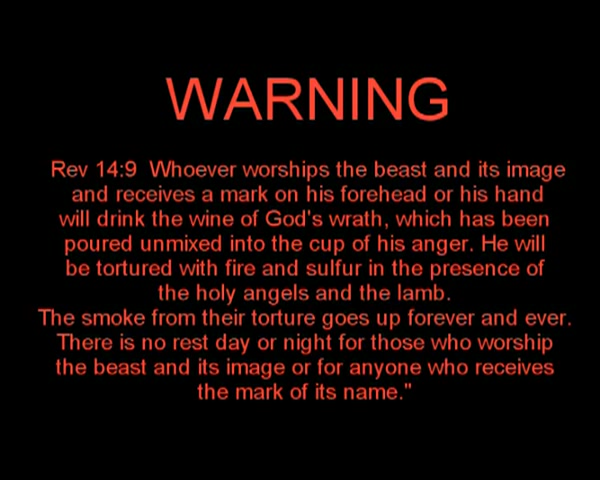 WARNING
Rev 14:9  Whoever worships the beast and its image
and receives a mark on his forehead or his hand
will drink the wine of God's wrath, which has been
poured unmixed into the cup of his anger. He will
be tortured with fire and sulfur in the presence of
the holy angels and the lamb.
The smoke from their torture goes up forever and ever.
There is no rest day or night for those who worship
the beast and its image or for anyone who receives
the mark of its name."